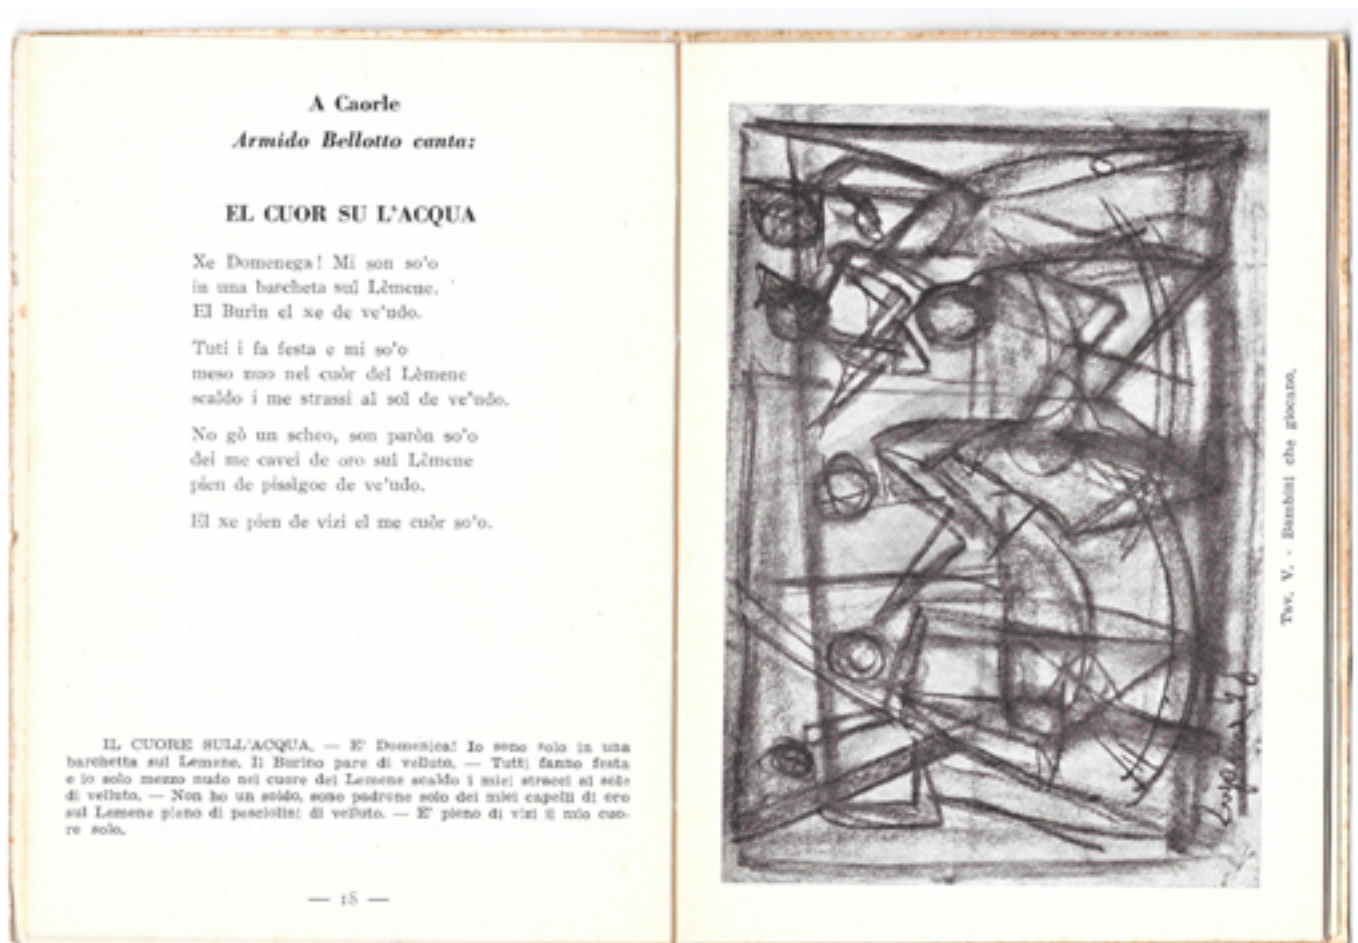 A Caorle
Armido Bellotto canta:
EL CUOR SU L'ACQUA
Xe Domenega! Mi son so'o
in una barcheta sul Lèmene.
El Burìn el xe de ve'udo.
Tuti i fa festa e mi so'o
meso nuo nel cuòr del Lèmene
scaldo i me strassi al sol de ve'udo.
No gò un scheo, son paròn so'o
dei me cavei de oro sul Lèmene
pien de pissigoe de ve'udo.
El xe pien de vizi el me cuòr so'o.
IL CUORE SULL'ACQUA. — E' Domenica! Io sono solo in una
barchetta sul Lemene. Il Burino pare di velluto. — Tutti fanno festa
e io solo mezzo nudo nel cuore del Lemene scaldo i miei stracci al sole
di velluto. — Non ho un soldo, sono padrone solo dei miei capelli di oro
sul Lemene pieno di pesciolini di velluto. — E' pieno di vizi il mio cuo-
re solo.
— 18 —
Tav. V. - Bambini che giocano.